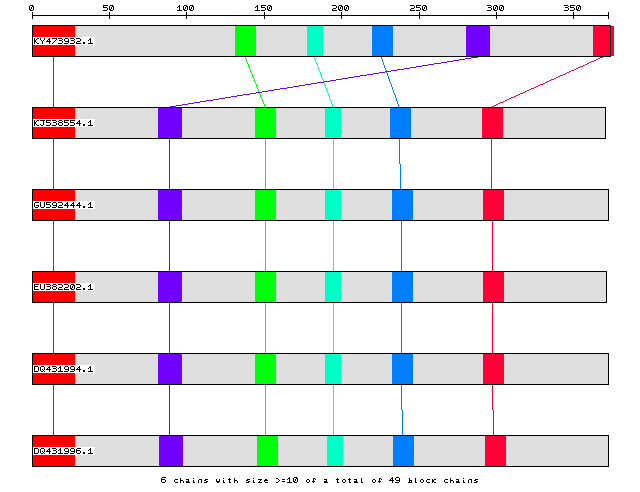 0 50 100 150 200 250 300 350
KY473932.1
KJ538554.1
GU592444.1
EU382202.1
DQ431994.1
DQ431996.1
6 chains with size >=10 of a total of 49 block chains